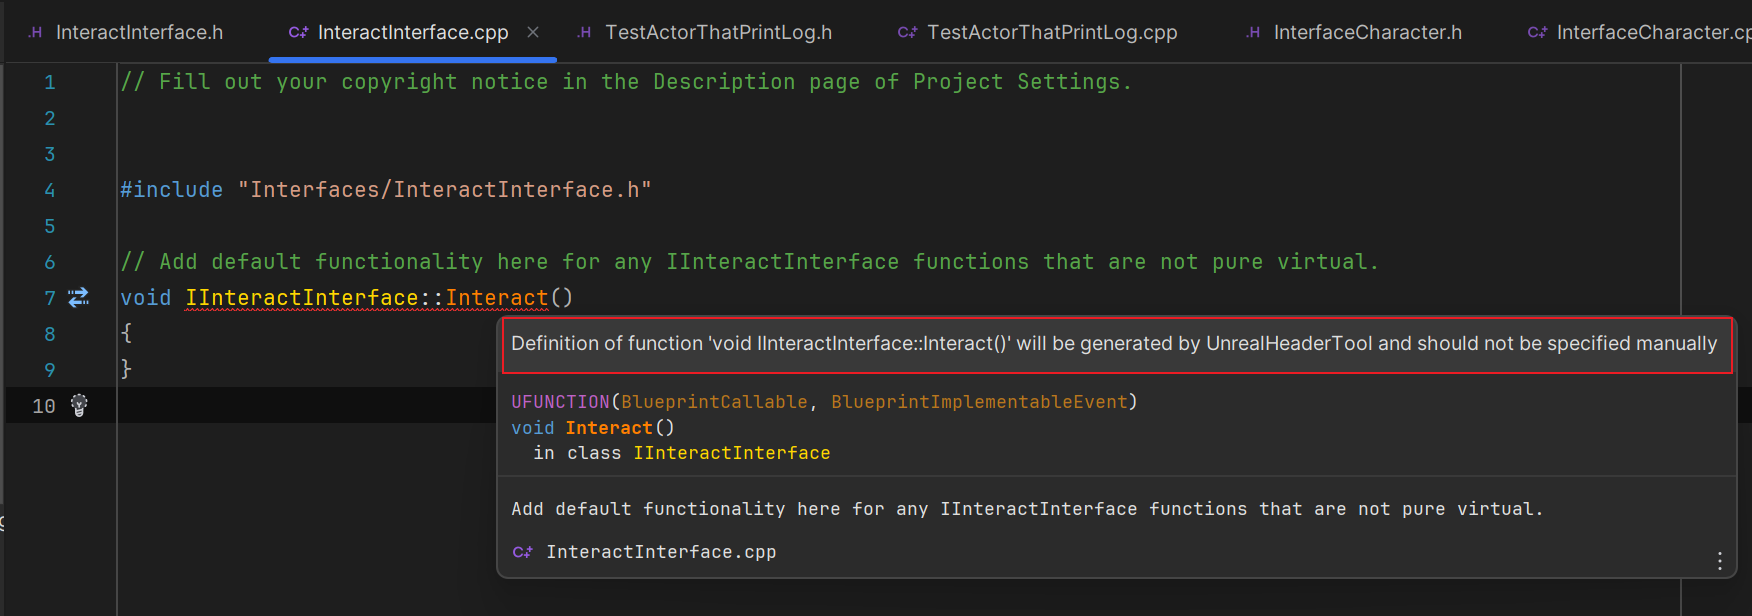 .H InteractInterface.h C++ InteractInterface.cpp × .H TestActorThatPrintLog.h C++ TestActorThatPrintLog.cpp .H InterfaceCharacter.h C++ InterfaceCharacter.cp
1 // Fill out your copyright notice in the Description page of Project Settings.
2
3
4 #include "Interfaces/InteractInterface.h"
5
6 // Add default functionality here for any IInteractInterface functions that are not pure virtual.
7 void IInteractInterface::Interact()
8 {
9 }
10
Definition of function 'void IInteractInterface::Interact()' will be generated by UnrealHeaderTool and should not be specified manually
UFUNCTION(BlueprintCallable, BlueprintImplementableEvent)
void Interact()
in class IInteractInterface
Add default functionality here for any IInteractInterface functions that are not pure virtual.
C++ InteractInterface.cpp